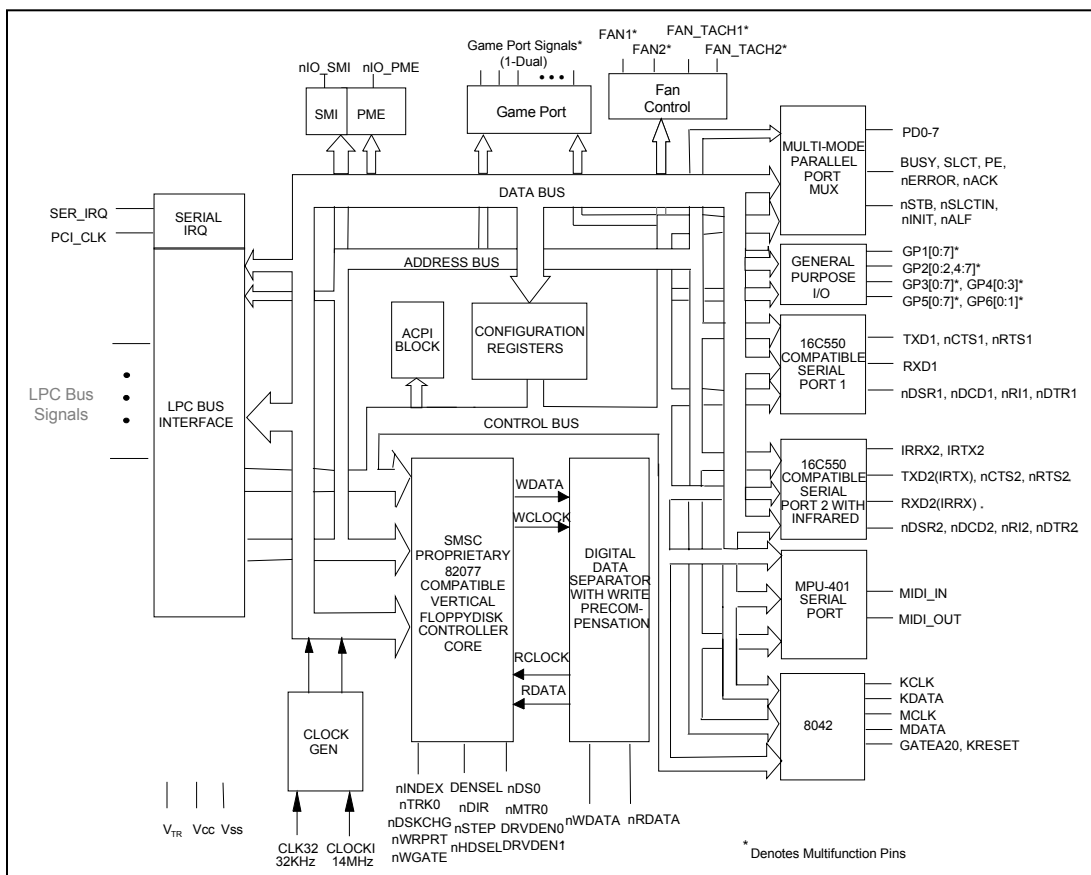 nIO_SMI
nIO_PME
Game Port Signals*
(1-Dual)
FAN1*
FAN2*
FAN_TACH1*
FAN_TACH2*
SMI
PME
Game Port
Fan
Control
MULTI-MODE
PARALLEL
PORT
MUX
PD0-7
BUSY, SLCT, PE,
nERROR, nACK
nSTB, nSLCTIN,
nINIT, nALF
DATA BUS
SER_IRQ
PCI_CLK
SERIAL
IRQ
ADDRESS BUS
GENERAL
PURPOSE
I/O
GP1[0:7]*
GP2[0:2,4:7]*
GP3[0:7]*, GP4[0:3]*
GP5[0:7]*, GP6[0:1]*
ACPI
BLOCK
CONFIGURATION
REGISTERS
16C550
COMPATIBLE
SERIAL
PORT 1
TXD1, nCTS1, nRTS1
RXD1
nDSR1, nDCD1, nRI1, nDTR1
LPC Bus
Signals
LPC BUS
INTERFACE
CONTROL BUS
16C550
COMPATIBLE
SERIAL
PORT 2 WITH
INFRARED
IRRX2, IRTX2
TXD2(IRTX), nCTS2, nRTS2.
RXD2(IRRX) .
nDSR2, nDCD2, nRI2, nDTR2.
WDATA
WCLOCK
SMSC
PROPRIETARY
82077
COMPATIBLE
VERTICAL
FLOPPYDISK
CONTROLLER
CORE
DIGITAL
DATA
SEPARATOR
WITH WRITE
PRECOM-
PENSATION
RCLOCK
RDATA
MPU-401
SERIAL
PORT
MIDI_IN
MIDI_OUT
8042
KCLK
KDATA
MCLK
MDATA
GATEA20, KRESET
CLOCK
GEN
VTR Vcc Vss
CLK32
32KHz
CLOCKI
14MHz
nINDEX
nTRK0
nDSKCHG
nWRPRT
nWGATE
DENSEL
nDIR
nSTEP
nHDSEL
nDS0
nMTR0
DRVDEN0
DRVDEN1
nWDATA
nRDATA
* Denotes Multifunction Pins